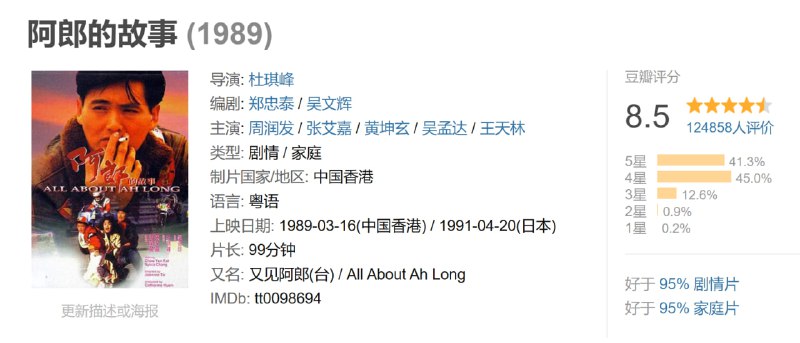 阿郎的故事 (1989)
阿郎
的故事
ALL ABOUT AH LONG
导演: 杜琪峰
编剧: 郑忠泰 / 吴文辉
主演: 周润发 / 张艾嘉 / 黄坤玄 / 吴孟达 / 王天林
类型: 剧情 / 家庭
制片国家/地区: 中国香港
语言: 粤语
上映日期: 1989-03-16(中国香港) / 1991-04-20(日本)
片长: 99分钟
又名: 又见阿郎(台) / All About Ah Long
IMDb: tt0098694
更新描述或海报
豆瓣评分
8.5
124858人评价
5星 41.3%
4星 45.0%
3星 12.6%
2星 0.9%
1星 0.2%
好于 95% 剧情片
好于 95% 家庭片